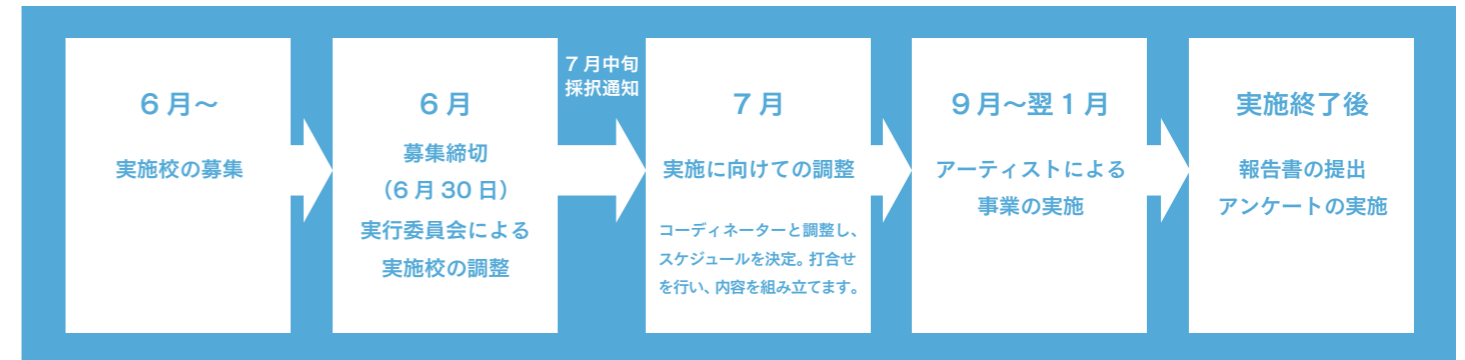 6月～
実施校の募集
6月
募集締切
（6月30日）
実行委員会による
実施校の調整
7月中旬
採択通知
7月
実施に向けての調整
コーディネーターと調整し、
スケジュールを決定。打合せ
を行い、内容を組み立てます。
9月～翌1月
アーティストによる
事業の実施
実施終了後
報告書の提出
アンケートの実施